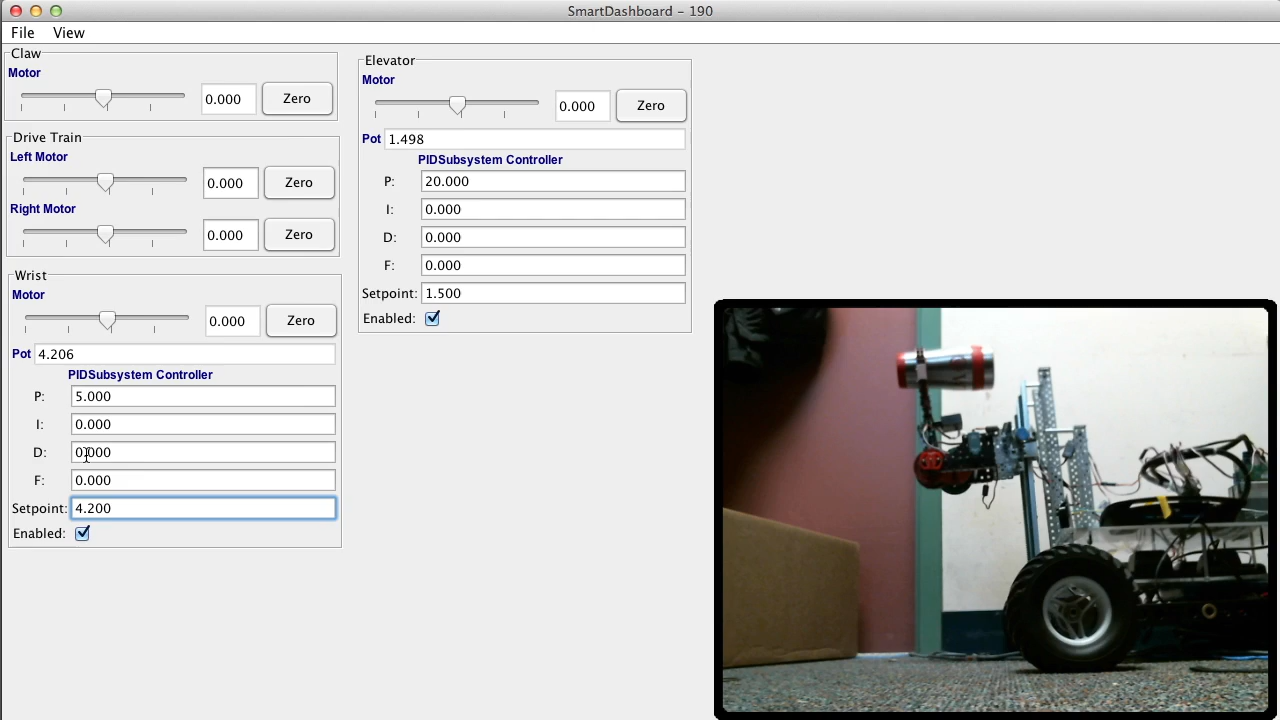 SmartDashboard - 190
File View
Claw
Motor
0.000 Zero
Drive Train
Left Motor
0.000 Zero
Right Motor
0.000 Zero
Wrist
Motor
0.000 Zero
Pot 4.206
PIDSubsystem Controller
P: 5.000
I: 0.000
D: 0.000
F: 0.000
Setpoint: 4.200
Enabled:
Elevator
Motor
0.000 Zero
Pot 1.498
PIDSubsystem Controller
P: 20.000
I: 0.000
D: 0.000
F: 0.000
Setpoint: 1.500
Enabled: